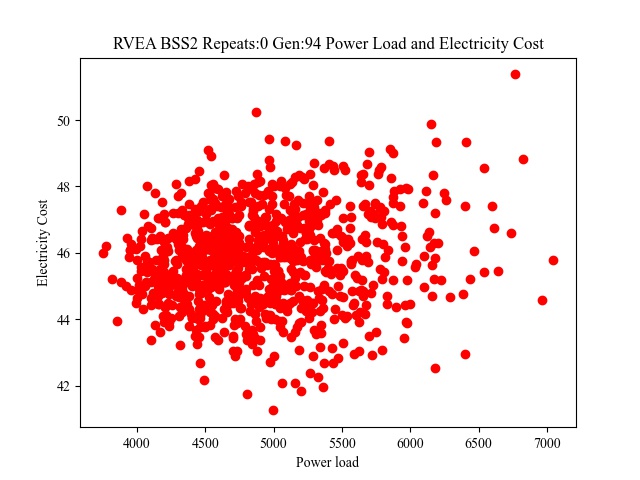 RVEA BSS2 Repeats:0 Gen:94 Power Load and Electricity Cost
Electricity Cost
50
48
46
44
42
4000 4500 5000 5500 6000 6500 7000
Power load